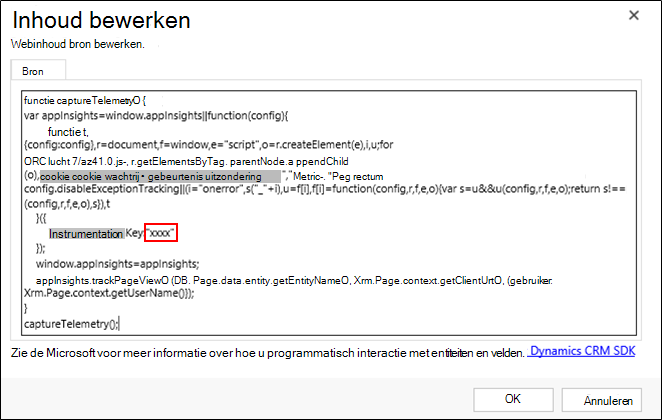 Inhoud bewerken
Webinhoud bron bewerken.
Bron
functie captureTelemetryO {
var appInsights=window.appInsights||function(config){
functie t,
{config:config},r=document,f=window,e="script",o=r.createElement(e),i,u;for
ORC lucht 7/az41.0.js-, r.getElementsByTag. parentNode.a ppendChild
(o),cookie cookie wachtrij• gebeurtenis uitzondering ","Metric-. "Peg rectum
config.disableExceptionTracking||(i="onerror",s("_"+i),u=f[i],f[i]=function(config,r,f,e,o){var s=u&&u(config,r,f,e,o);return s!==
(config,r,f,e,o),s}),t
}({
Instrumentation Key:"xxxx"
});
window.appInsights=appInsights;
appInsights.trackPageViewO (DB. Page.data.entity.getEntityNameO, Xrm.Page.context.getClientUrtO, {gebruiker.
Xrm.Page.context.getUserName()});
}
captureTelemetry();
Zie de Microsoft voor meer informatie over hoe u programmatisch interactie met entiteiten en velden. Dynamics CRM SDK
OK
Annuleren